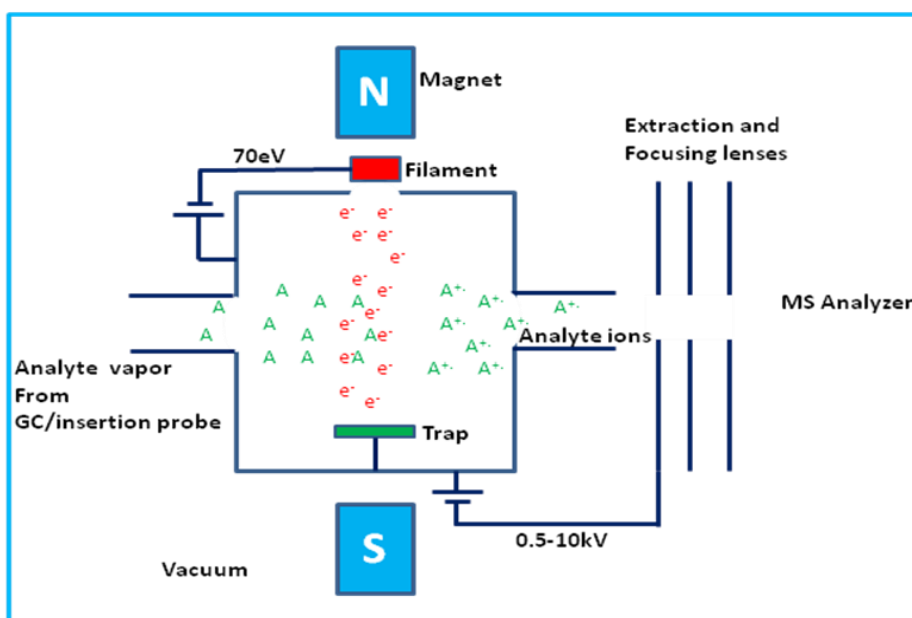 N
Magnet
Extraction and
Focusing lenses
70eV
Filament
e⁻ e⁻
e⁻ e⁻
e⁻
e⁻
e⁻
e⁻
e⁻ e⁻
e⁻ e⁻
e⁻
e⁻
A A A A
A A A A
A A A A
A⁺· A⁺· A⁺·
A⁺· A⁺·
A⁺·
A⁺· A⁺·
MS Analyzer
Analyte ions
Analyte vapor
From
GC/insertion probe
Trap
S
0.5-10kV
Vacuum